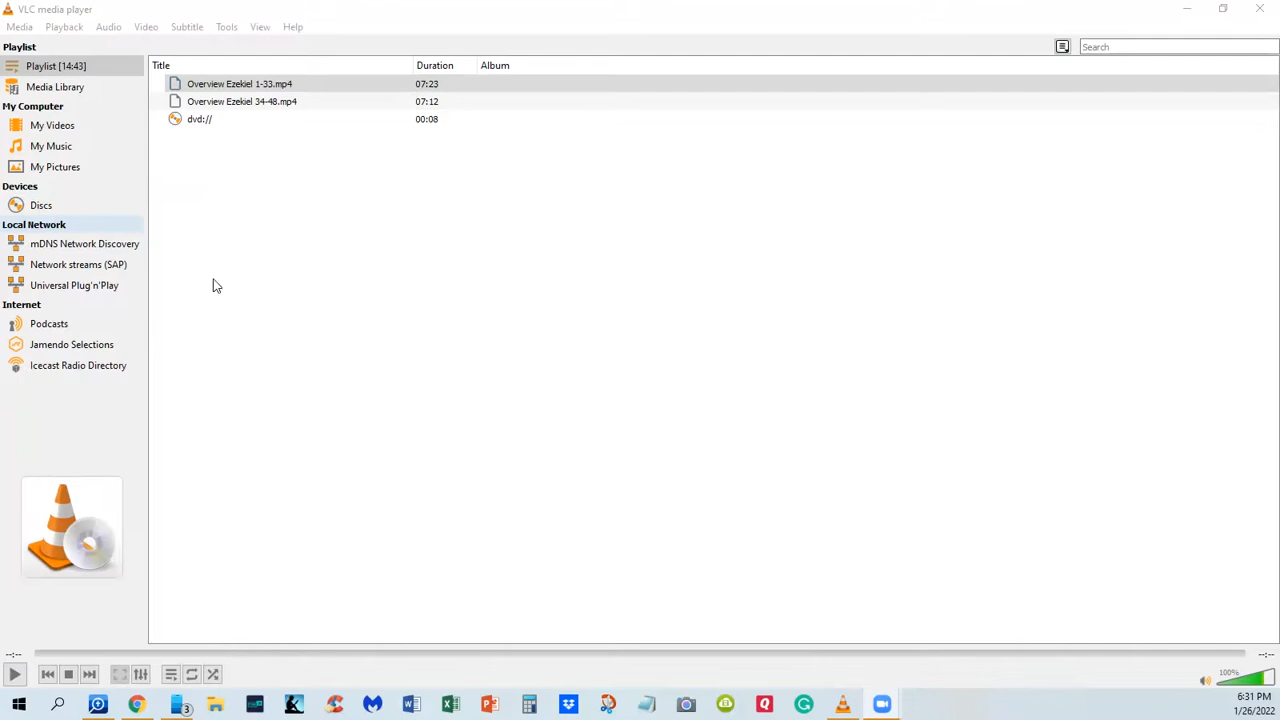 VLC media player
Media Playback Audio Video Subtitle Tools View Help
Playlist
Search
Playlist [14:43]
Title Duration Album
Overview Ezekiel 1-33.mp4 07:23
Media Library
Overview Ezekiel 34-48.mp4 07:12
My Computer
dvd:// 00:08
My Videos
My Music
My Pictures
Devices
Discs
Local Network
mDNS Network Discovery
Network streams (SAP)
Universal Plug'n'Play
Internet
Podcasts
Jamendo Selections
Icecast Radio Directory
--:-- --:--
100%
3
6:31 PM
1/26/2022